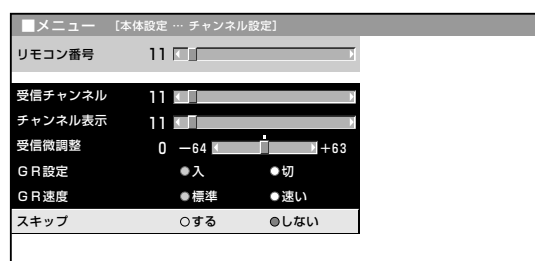 ■メニュー [本体設定 … チャンネル設定]
リモコン番号 11
受信チャンネル 11
チャンネル表示 11
受信微調整 0 －64 ＋63
ＧＲ設定 ●入 ●切
ＧＲ速度 ●標準 ●速い
スキップ ○する ●しない